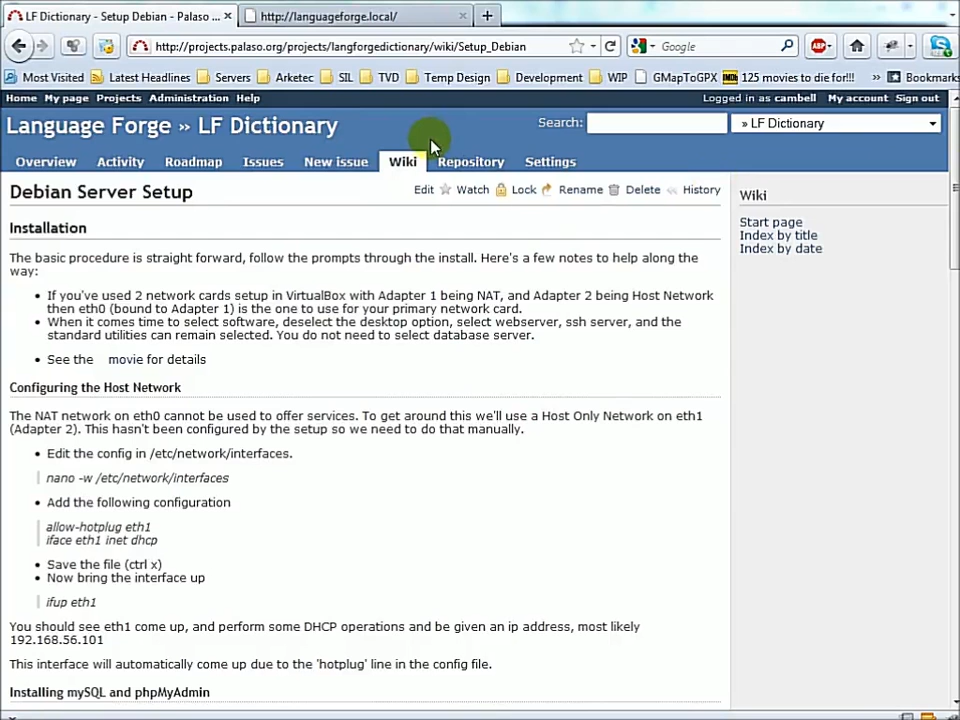 LF Dictionary - Setup Debian - Palaso ...
http://languageforge.local/
http://projects.palaso.org/projects/langforgedictionary/wiki/Setup_Debian
Google
ABP
Most Visited Latest Headlines Servers Arketec SIL TVD Temp Design Development WIP GMapToGPX IMDb 125 movies to die for!!! » Bookmarks
Home My page Projects Administration Help
Logged in as cambell My account Sign out
Language Forge » LF Dictionary
Search:
» LF Dictionary
Overview Activity Roadmap Issues New issue Wiki Repository Settings
Debian Server Setup
Edit Watch Lock Rename Delete History
Wiki
Start page
Index by title
Index by date
Installation
The basic procedure is straight forward, follow the prompts through the install. Here's a few notes to help along the
way:
• If you've used 2 network cards setup in VirtualBox with Adapter 1 being NAT, and Adapter 2 being Host Network
then eth0 (bound to Adapter 1) is the one to use for your primary network card.
• When it comes time to select software, deselect the desktop option, select webserver, ssh server, and the
standard utilities can remain selected. You do not need to select database server.
• See the movie for details
Configuring the Host Network
The NAT network on eth0 cannot be used to offer services. To get around this we'll use a Host Only Network on eth1
(Adapter 2). This hasn't been configured by the setup so we need to do that manually.
• Edit the config in /etc/network/interfaces.
nano -w /etc/network/interfaces
• Add the following configuration
allow-hotplug eth1
iface eth1 inet dhcp
• Save the file (ctrl x)
• Now bring the interface up
ifup eth1
You should see eth1 come up, and perform some DHCP operations and be given an ip address, most likely
192.168.56.101
This interface will automatically come up due to the 'hotplug' line in the config file.
Installing mySQL and phpMyAdmin